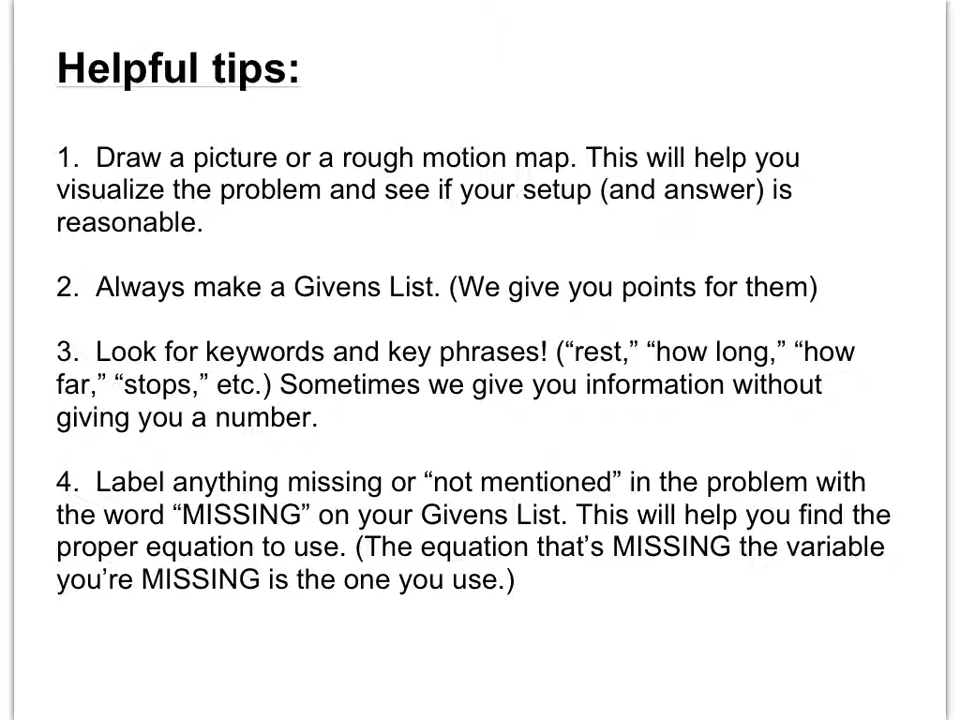 Helpful tips:
1.  Draw a picture or a rough motion map. This will help you
visualize the problem and see if your setup (and answer) is
reasonable.
2.  Always make a Givens List. (We give you points for them)
3.  Look for keywords and key phrases! (“rest,” “how long,” “how
far,” “stops,” etc.) Sometimes we give you information without
giving you a number.
4.  Label anything missing or “not mentioned” in the problem with
the word “MISSING” on your Givens List. This will help you find the
proper equation to use. (The equation that’s MISSING the variable
you’re MISSING is the one you use.)